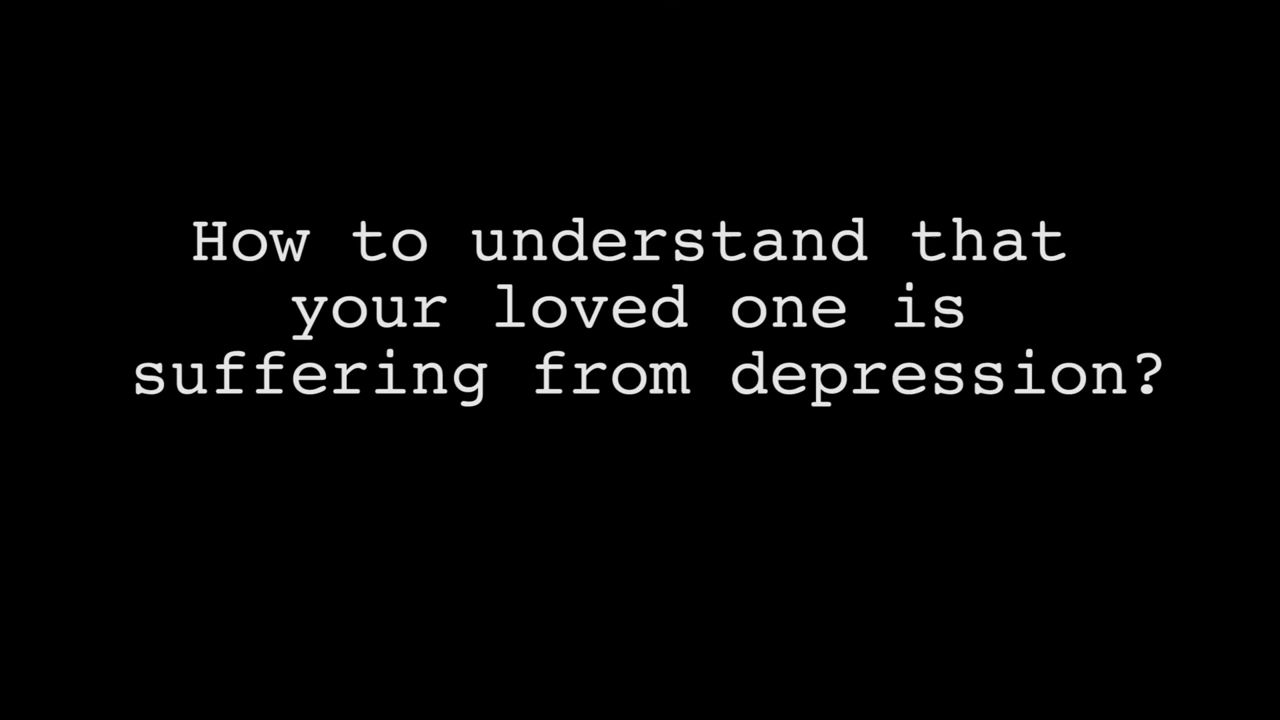 How to understand that
your loved one is
suffering from depression?